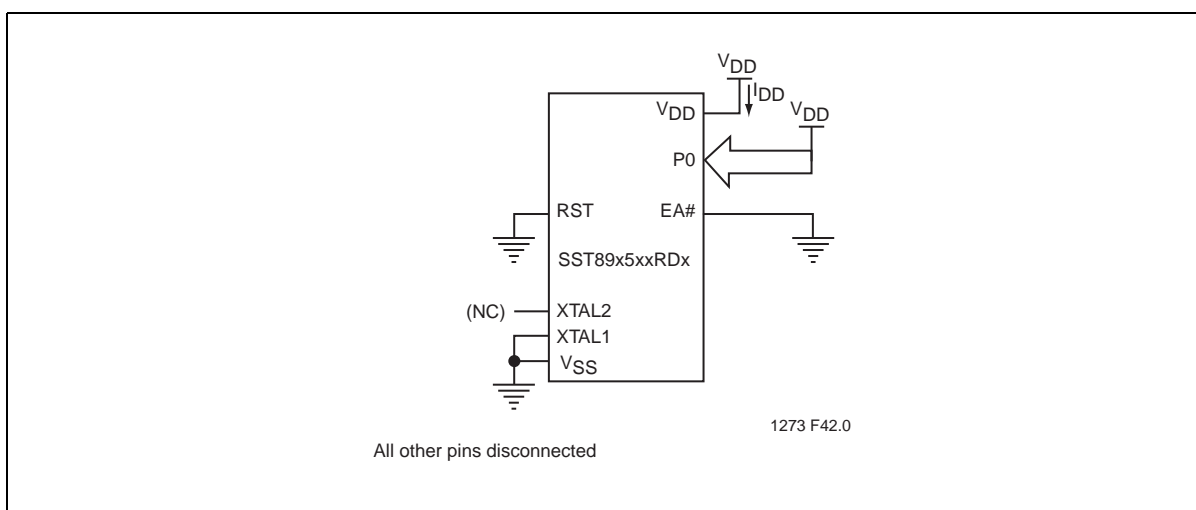 VDD
IDD
VDD
VDD
P0
RST
EA#
SST89x5xxRDx
(NC)
XTAL2
XTAL1
VSS
1273 F42.0
All other pins disconnected